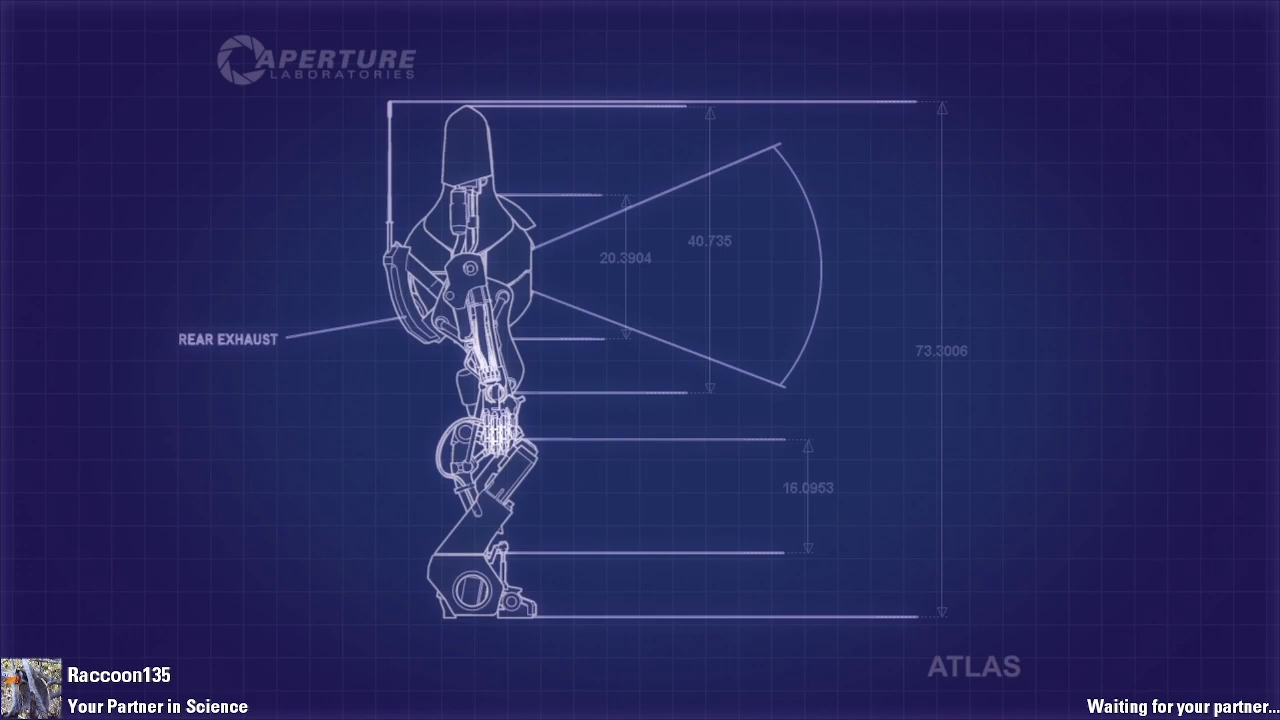 APERTURE
LABORATORIES
20.3904
40.735
REAR EXHAUST
73.3006
16.0953
ATLAS
Raccoon135
Your Partner in Science
Waiting for your partner...